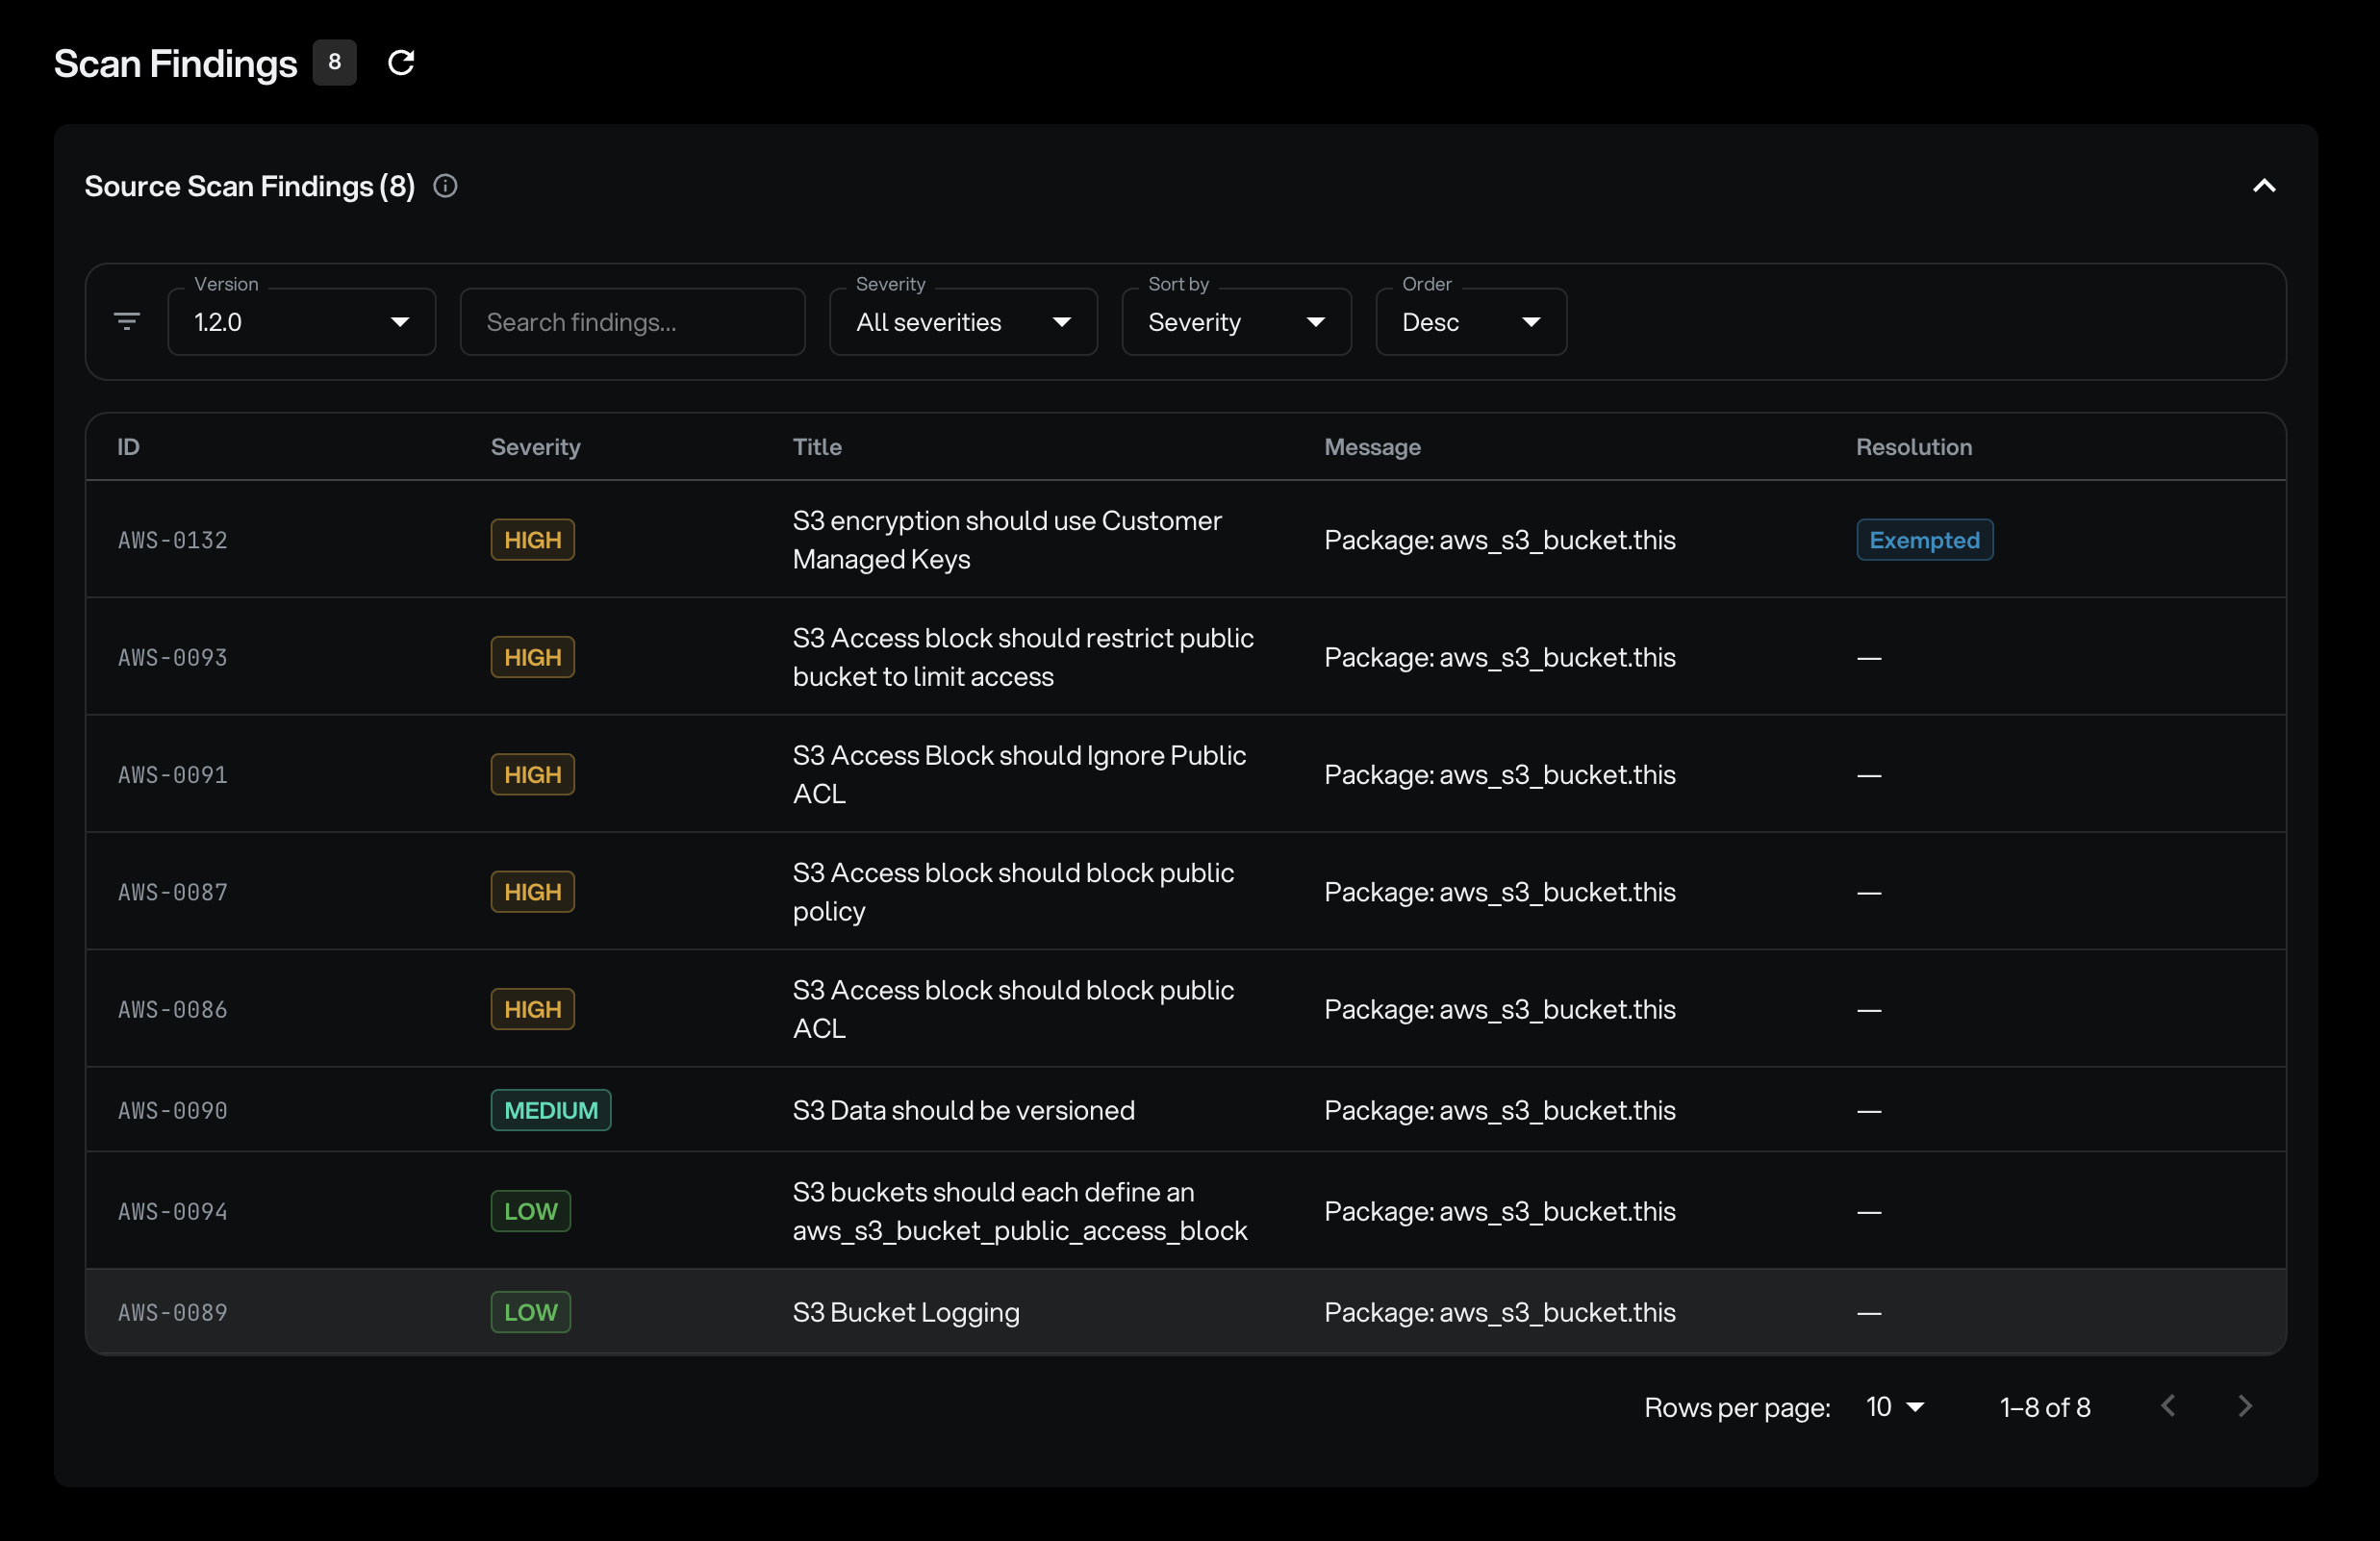 Scan Findings 8
Source Scan Findings (8)
Version
1.2.0
Search findings...
Severity
All severities
Sort by
Severity
Order
Desc
ID Severity Title Message Resolution
AWS-0132 HIGH S3 encryption should use Customer Managed Keys Package: aws_s3_bucket.this Exempted
AWS-0093 HIGH S3 Access block should restrict public bucket to limit access Package: aws_s3_bucket.this —
AWS-0091 HIGH S3 Access Block should Ignore Public ACL Package: aws_s3_bucket.this —
AWS-0087 HIGH S3 Access block should block public policy Package: aws_s3_bucket.this —
AWS-0086 HIGH S3 Access block should block public ACL Package: aws_s3_bucket.this —
AWS-0090 MEDIUM S3 Data should be versioned Package: aws_s3_bucket.this —
AWS-0094 LOW S3 buckets should each define an aws_s3_bucket_public_access_block Package: aws_s3_bucket.this —
AWS-0089 LOW S3 Bucket Logging Package: aws_s3_bucket.this —
Rows per page: 10 1–8 of 8